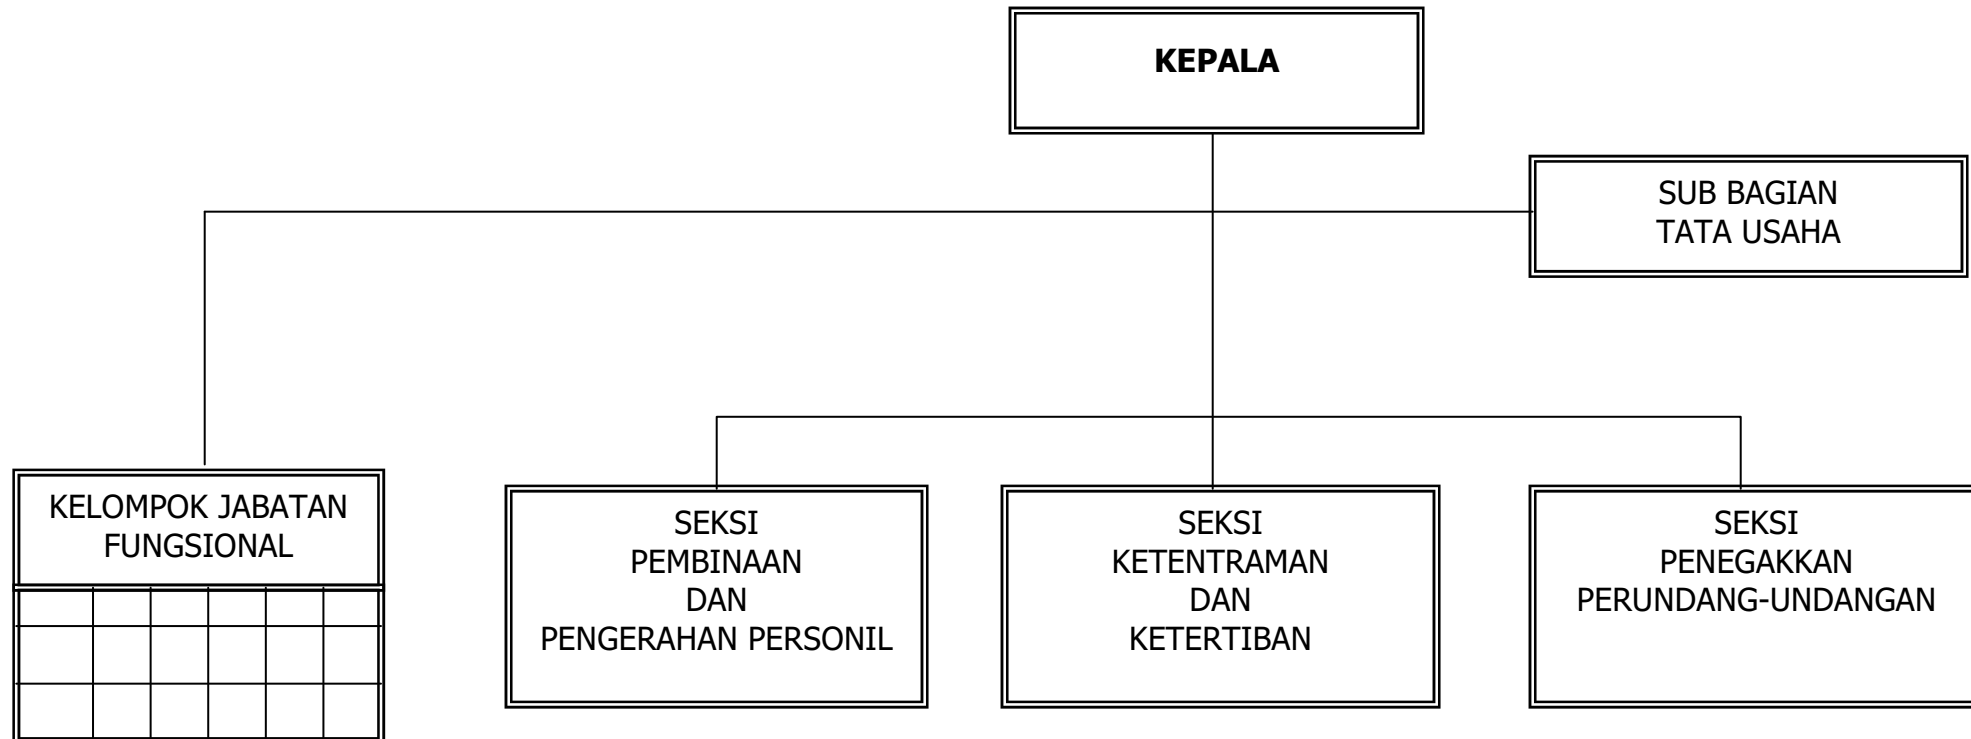 KEPALA
SUB BAGIAN
TATA USAHA
KELOMPOK JABATAN
FUNGSIONAL
SEKSI
PEMBINAAN
DAN
PENGERAHAN PERSONIL
SEKSI
KETENTRAMAN
DAN
KETERTIBAN
SEKSI
PENEGAKKAN
PERUNDANG-UNDANGAN